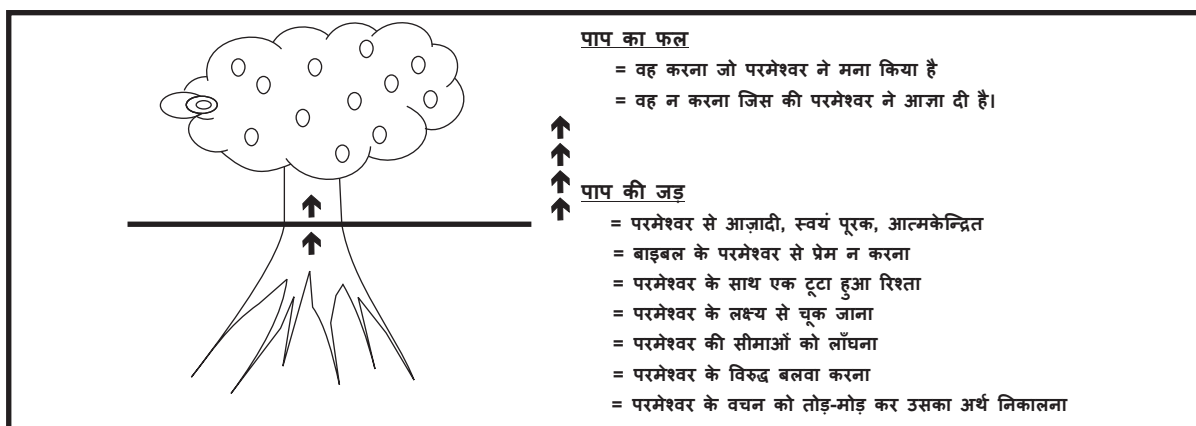 पाप का फल
= वह करना जो परमेश्वर ने मना किया है
= वह न करना जिस की परमेश्वर ने आज्ञा दी है।
पाप की जड़
= परमेश्वर से आज़ादी, स्वयं पूरक, आत्मकेन्द्रित
= बाइबल के परमेश्वर से प्रेम न करना
= परमेश्वर के साथ एक टूटा हुआ रिश्ता
= परमेश्वर के लक्ष्य से चूक जाना
= परमेश्वर की सीमाओं को लाँघना
= परमेश्वर के विरुद्ध बलवा करना
= परमेश्वर के वचन को तोड़-मोड़ कर उसका अर्थ निकालना